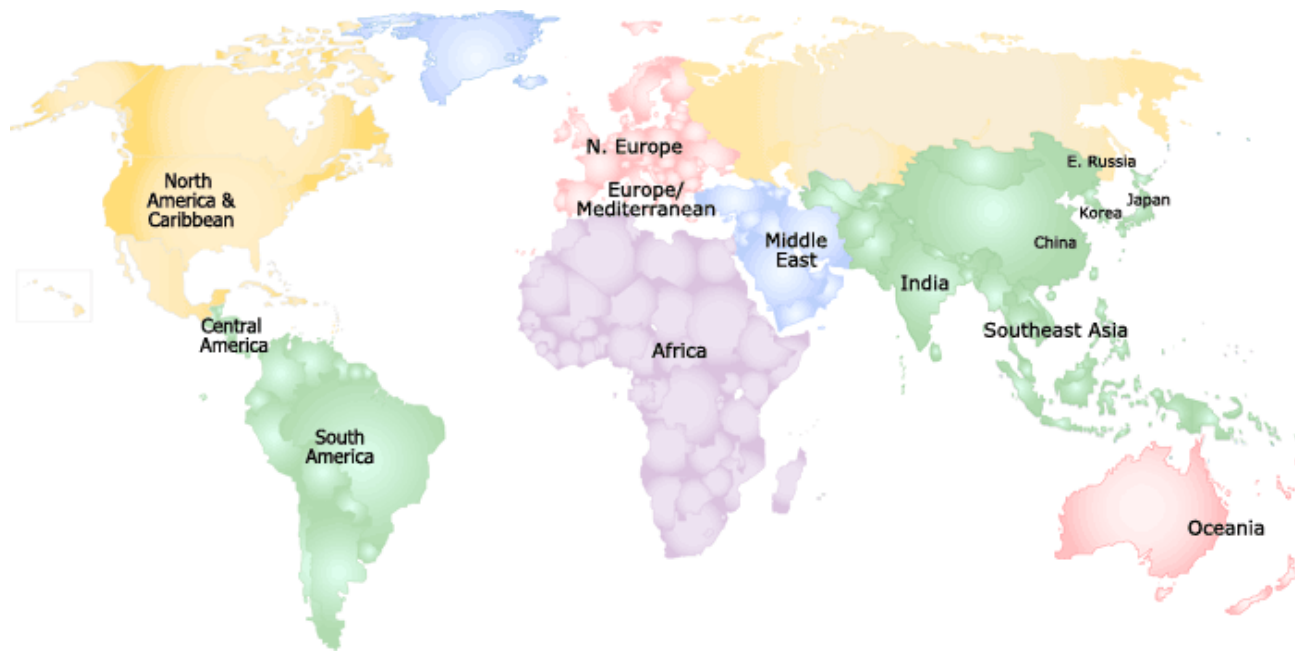 North
America &
Caribbean
Central
America
South
America
N. Europe
Europe/
Mediterranean
Middle
East
Africa
E. Russia
Japan
Korea
China
India
Southeast Asia
Oceania